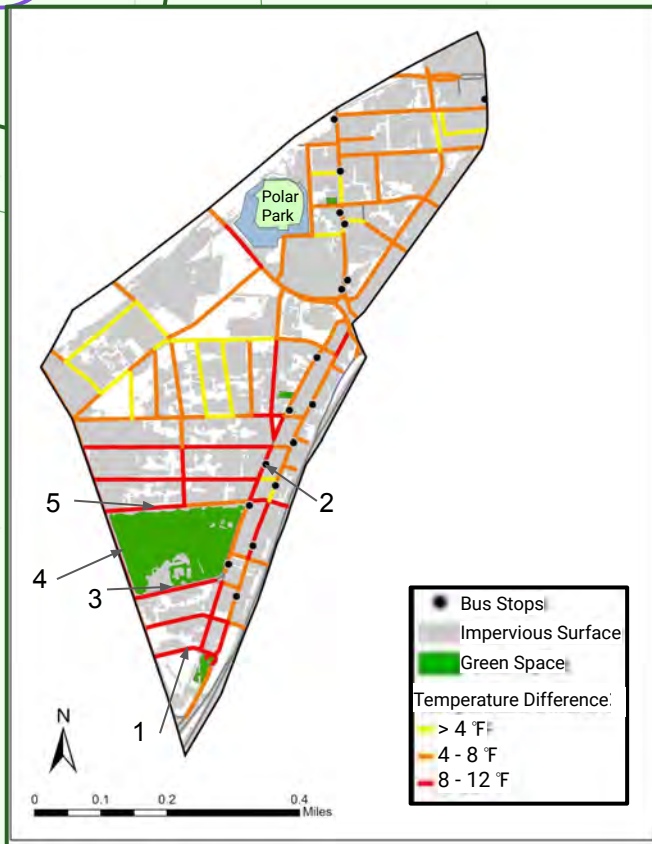 Polar
Park
5
2
4
3
1
N
0 0.1 0.2 0.4
Miles
Bus Stops
Impervious Surface
Green Space
Temperature Difference:
> 4 °F
4 - 8 °F
8 - 12 °F